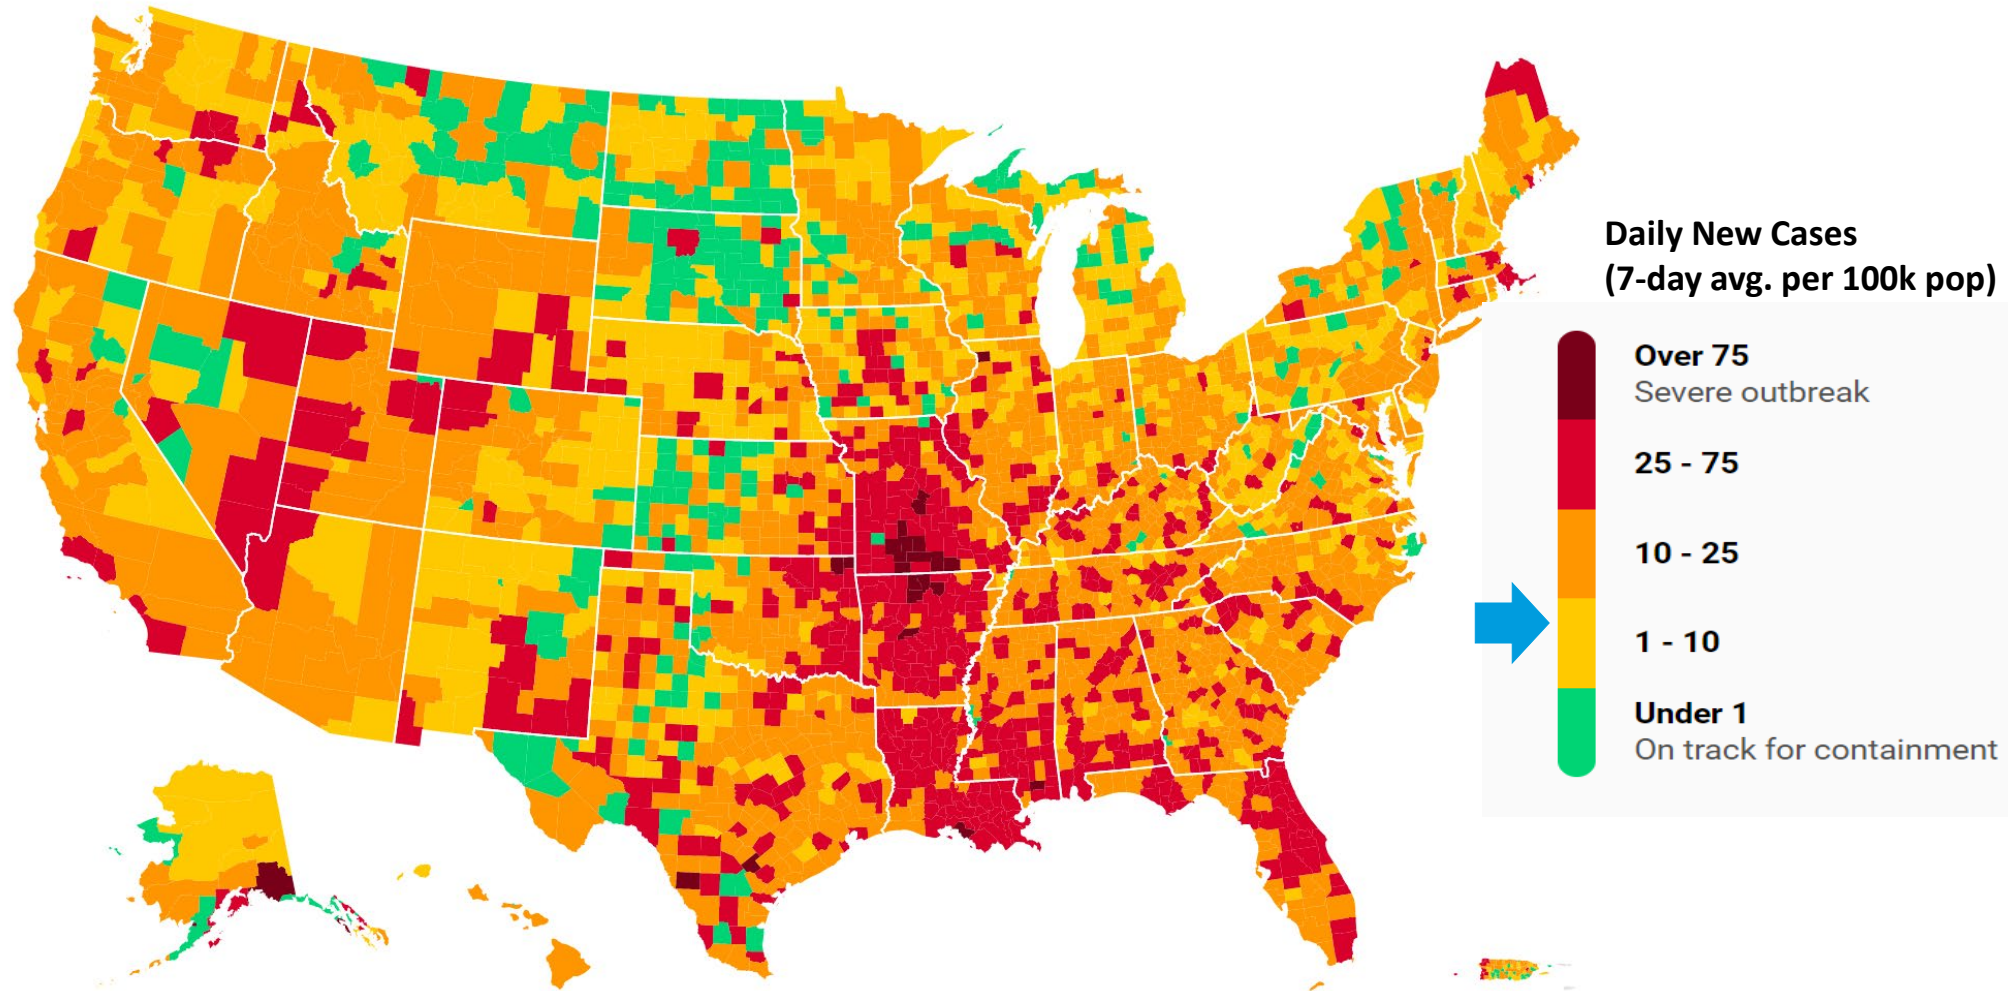 Daily New Cases
(7-day avg. per 100k pop)
Over 75
Severe outbreak
25 - 75
10 - 25
1 - 10
Under 1
On track for containment